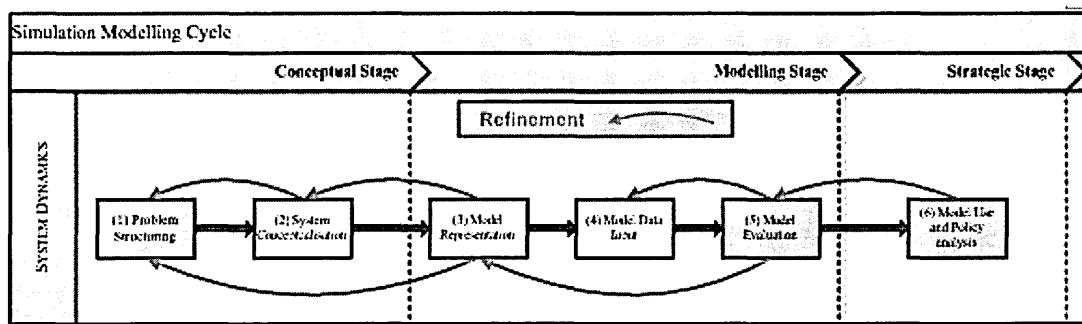 Simulation Modelling Cycle
Conceptual Stage
Modelling Stage
Strategic Stage
Refinement
SYSTEM DYNAMICS
(1) Problem
Structuring
(2) System
Conceptualisation
(3) Model
Representation
(4) Model Data
Input
(5) Model
Evaluation
(6) Model Use
and Policy
analysis